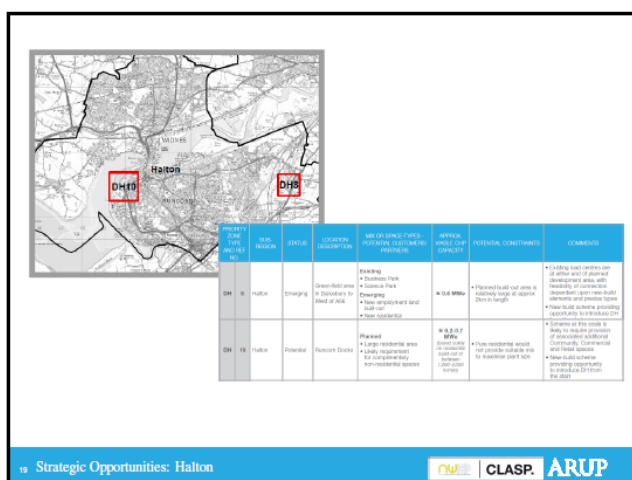 WIDNES
Halton
DH10
DH8
RUNCORN
PRIORITY ZONE TYPE AND REF NO.
SUB REGION
STATUS
LOCATION DESCRIPTION
MIX OR SPACE-TYPES - POTENTIAL CUSTOMERS/ PARTNERS
APPROX. VIABLE CHP CAPACITY
POTENTIAL CONSTRAINTS
COMMENTS
DH
Halton
Emerging
Green-field area in Daresbury to West of A56
Existing
• Business Park
• Science Park
Emerging
• New employment land built-out
• New residential
≈ 0.6 MWe
• Planned build-out area is relatively large at approx 2km in length
• Existing load centres are at either end of planned development area, with feasibility of connection dependent upon new-build elements and precise types
• New build scheme providing opportunity to introduce DH
DH
10
Halton
Potential
Runcorn Docks
Planned
• Large residential area
• Likely requirement for complimentary non-residential spaces
≈ 0.2-0.7 MWe
• Pure residential would not provide suitable mix to maximise plant size
• Scheme at this scale is likely to require provision of associated additional Community, Commercial and Retail spaces
• New-build scheme providing opportunity to introduce DH from the start
19 Strategic Opportunities: Halton
nw
CLASP.
ARUP